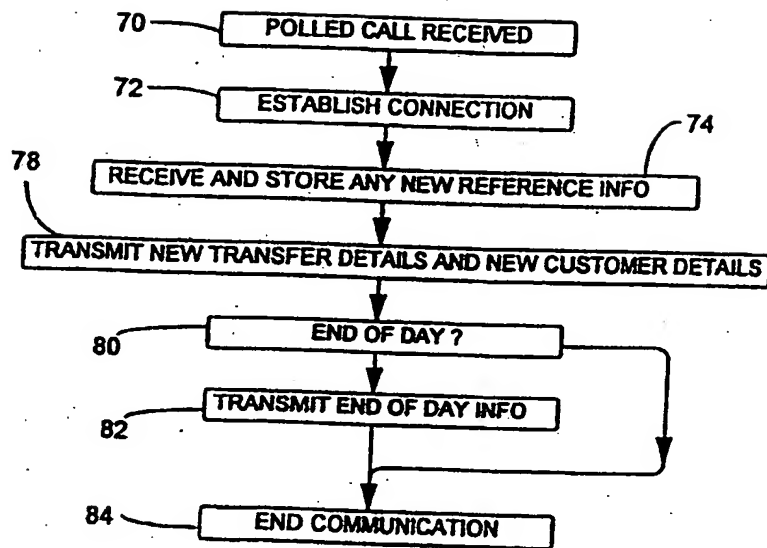 70
POLLED CALL RECEIVED
72
ESTABLISH CONNECTION
74
RECEIVE AND STORE ANY NEW REFERENCE INFO
78
TRANSMIT NEW TRANSFER DETAILS AND NEW CUSTOMER DETAILS
80
END OF DAY ?
82
TRANSMIT END OF DAY INFO
84
END COMMUNICATION